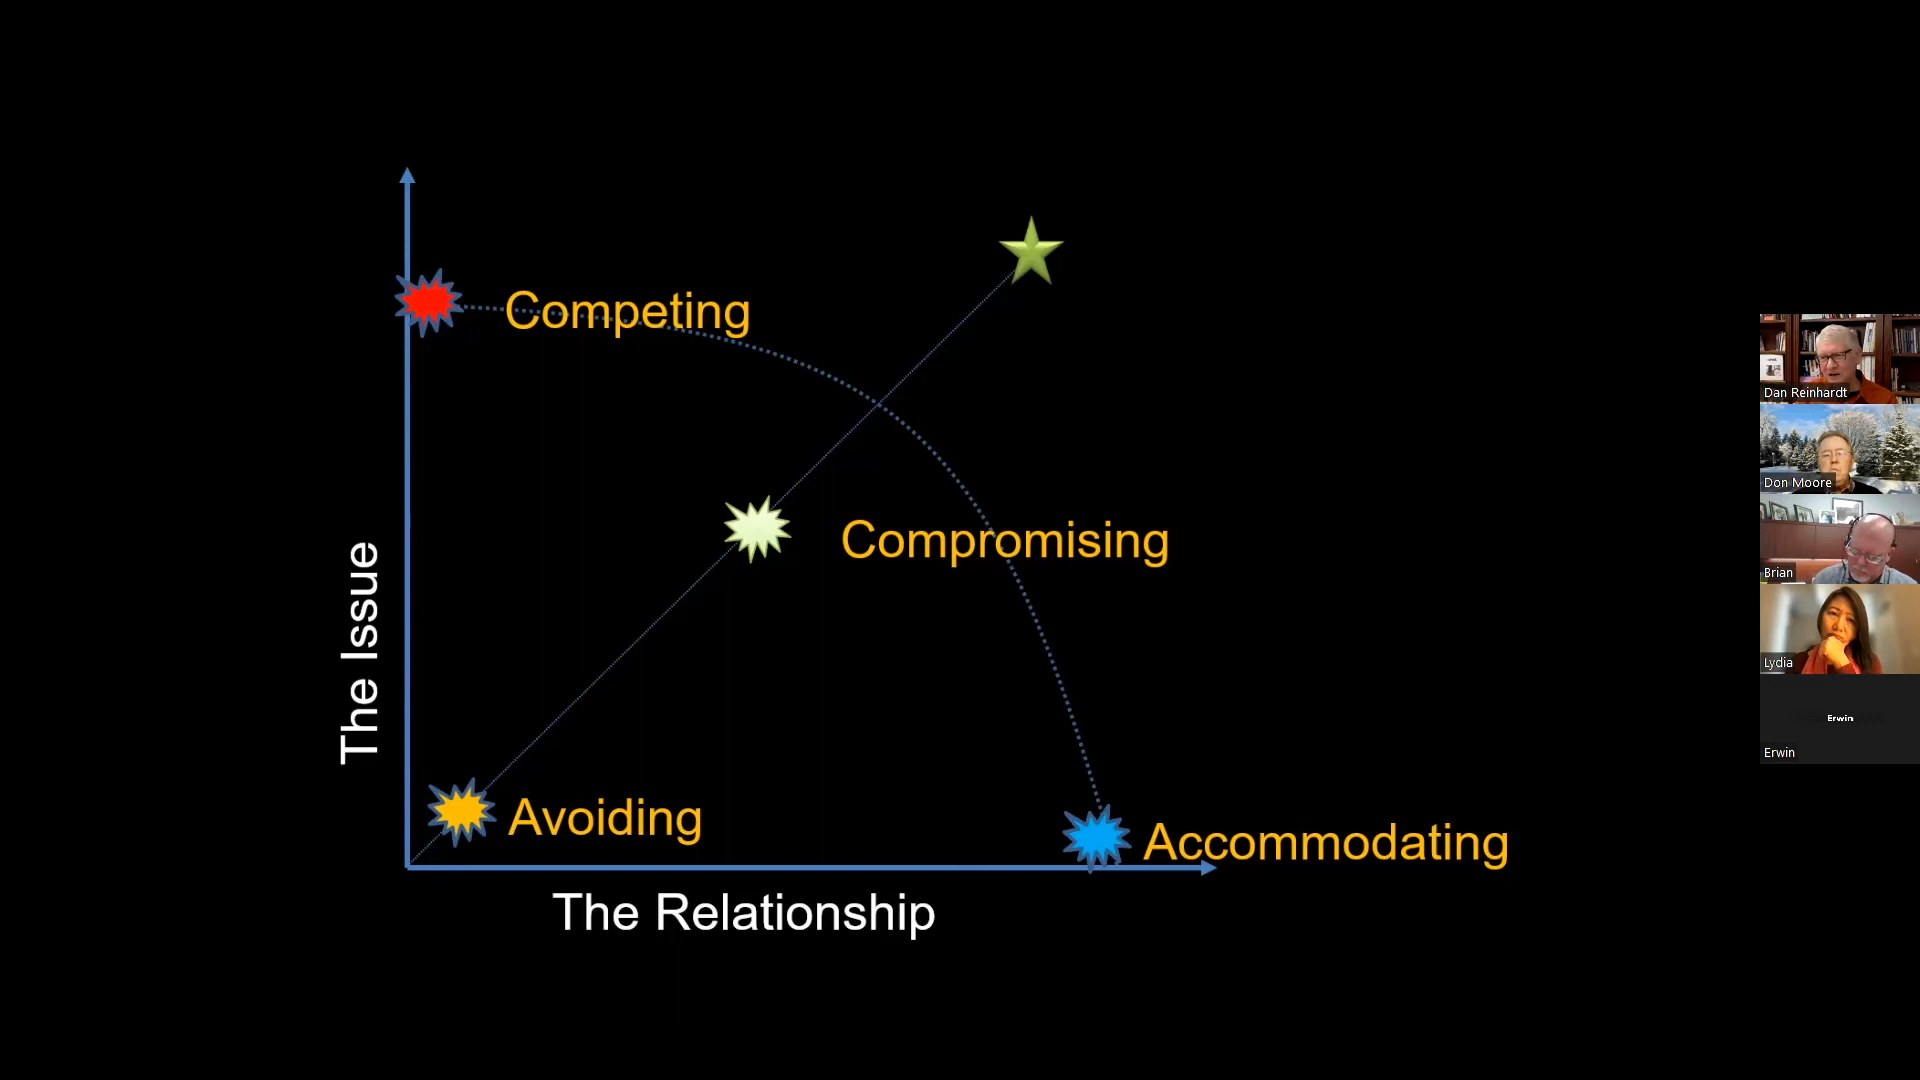 Competing
Compromising
The Issue
Avoiding
Accommodating
The Relationship
Dan Reinhardt
Don Moore
Brian
Lydia
Erwin
Erwin